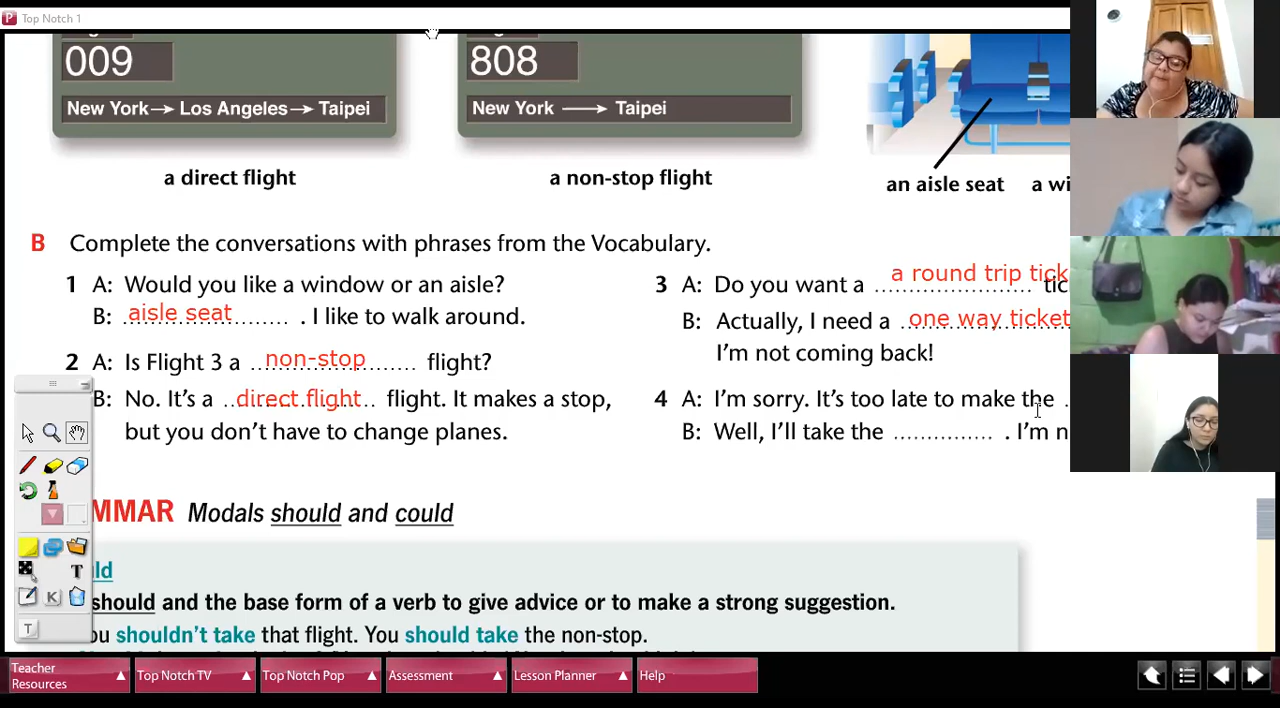 Top Notch 1
009
New York→ Los Angeles→ Taipei
808
New York ⟶ Taipei
a direct flight
a non-stop flight
an aisle seat
B Complete the conversations with phrases from the Vocabulary.
1 A: Would you like a window or an aisle?
B: aisle seat . I like to walk around.
2 A: Is Flight 3 a non-stop flight?
B: No. It's a direct flight flight. It makes a stop,
but you don't have to change planes.
3 A: Do you want a a round trip
B: Actually, I need a one way ticket
I'm not coming back!
4 A: I'm sorry. It's too late to make the
B: Well, I'll take the .............. . I'm
Modals should and could
should and the base form of a verb to give advice or to make a strong suggestion.
shouldn't take that flight. You should take the non-stop.
Teacher Resources
Top Notch TV
Top Notch Pop
Assessment
Lesson Planner
Help